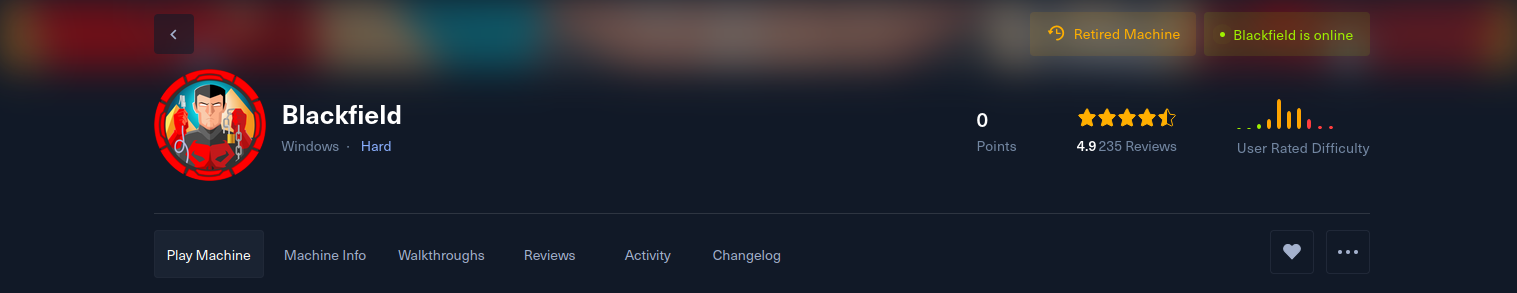 Retired Machine
Blackfield is online
Blackfield
Windows · Hard
0
Points
4.9 235 Reviews
User Rated Difficulty
Play Machine Machine Info Walkthroughs Reviews Activity Changelog